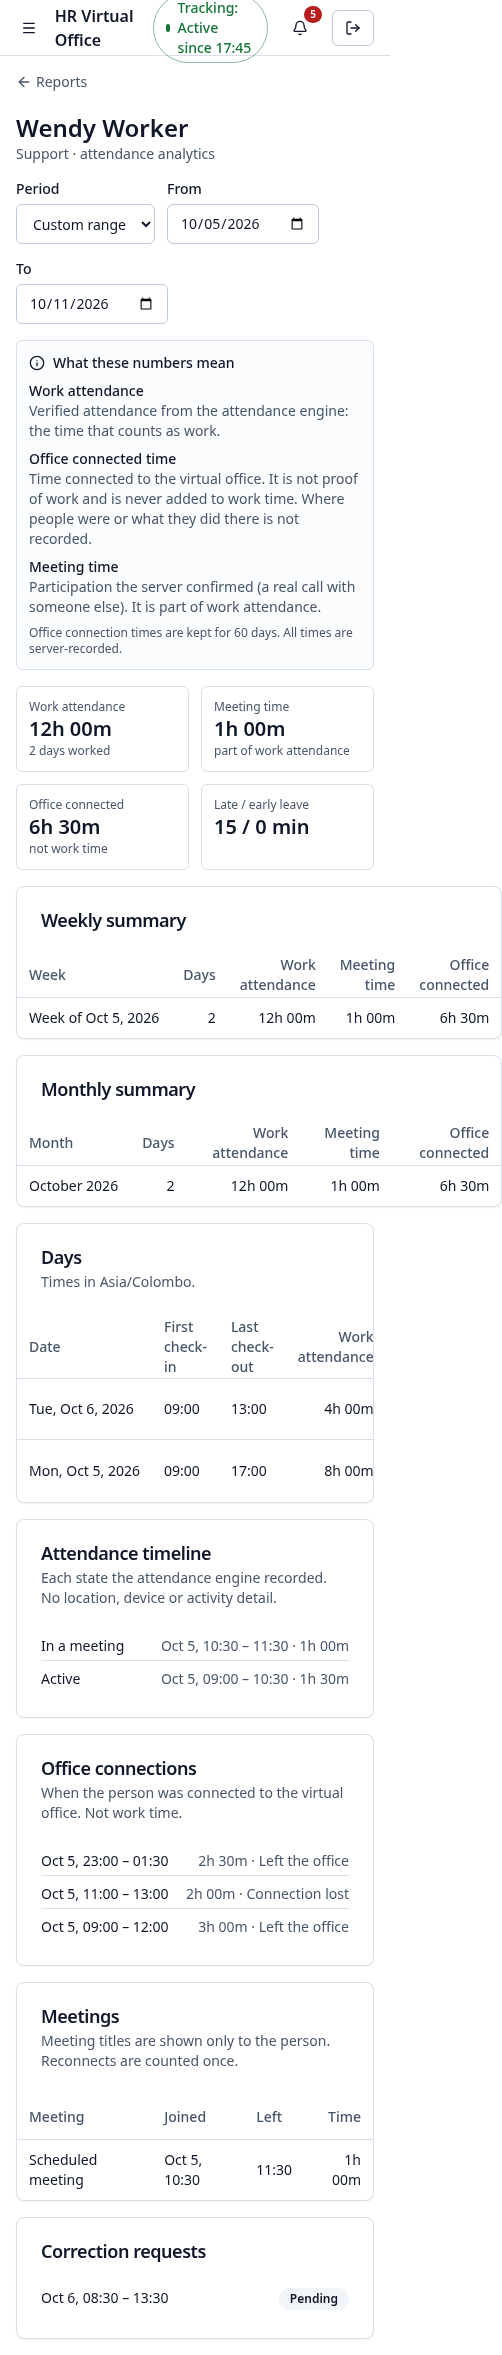 HR Virtual
Office
Tracking:
Active
since 17:45
5
Reports
Wendy Worker
Support · attendance analytics
Period
From
Custom range
10/05/2026
To
10/11/2026
What these numbers mean
Work attendance
Verified attendance from the attendance engine:
the time that counts as work.
Office connected time
Time connected to the virtual office. It is not proof
of work and is never added to work time. Where
people were or what they did there is not
recorded.
Meeting time
Participation the server confirmed (a real call with
someone else). It is part of work attendance.
Office connection times are kept for 60 days. All times are
server-recorded.
Work attendance
12h 00m
2 days worked
Meeting time
1h 00m
part of work attendance
Office connected
6h 30m
not work time
Late / early leave
15 / 0 min
Weekly summary
Week Days Work attendance Meeting time Office connected
Week of Oct 5, 2026 2 12h 00m 1h 00m 6h 30m
Monthly summary
Month Days Work attendance Meeting time Office connected
October 2026 2 12h 00m 1h 00m 6h 30m
Days
Times in Asia/Colombo.
Date First check-in Last check-out Work attendance
Tue, Oct 6, 2026 09:00 13:00 4h 00m
Mon, Oct 5, 2026 09:00 17:00 8h 00m
Attendance timeline
Each state the attendance engine recorded.
No location, device or activity detail.
In a meeting Oct 5, 10:30 – 11:30 · 1h 00m
Active Oct 5, 09:00 – 10:30 · 1h 30m
Office connections
When the person was connected to the virtual
office. Not work time.
Oct 5, 23:00 – 01:30 2h 30m · Left the office
Oct 5, 11:00 – 13:00 2h 00m · Connection lost
Oct 5, 09:00 – 12:00 3h 00m · Left the office
Meetings
Meeting titles are shown only to the person.
Reconnects are counted once.
Meeting Joined Left Time
Scheduled meeting Oct 5, 10:30 11:30 1h 00m
Correction requests
Oct 6, 08:30 – 13:30 Pending